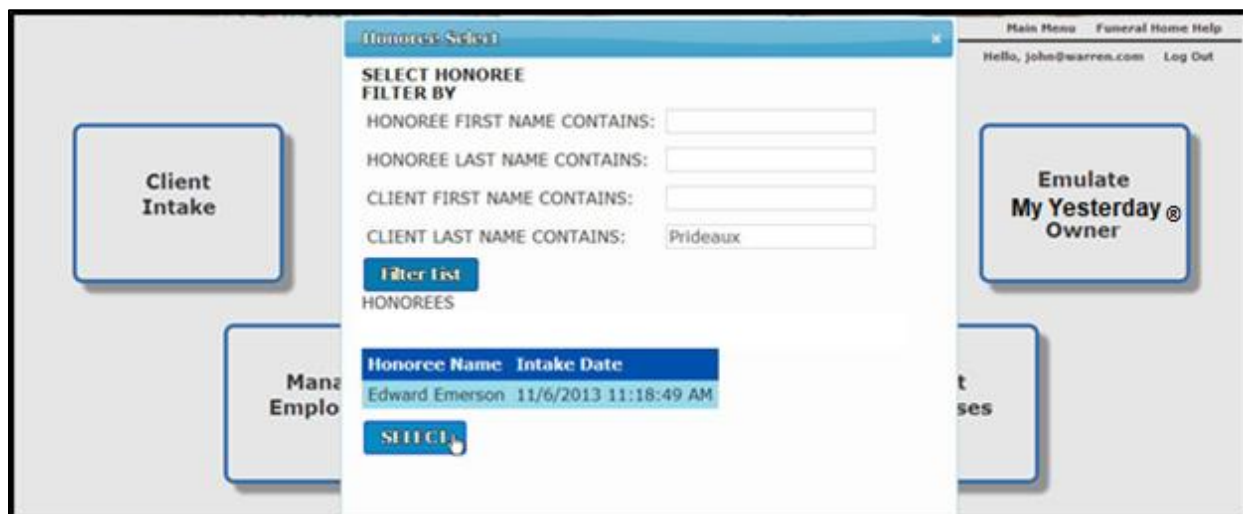 Honoree Select
×
Main Menu Funeral Home Help
Hello, john@warren.com Log Out
SELECT HONOREE
FILTER BY
HONOREE FIRST NAME CONTAINS:
HONOREE LAST NAME CONTAINS:
CLIENT FIRST NAME CONTAINS:
CLIENT LAST NAME CONTAINS: Prideaux
Filter List
HONOREES
Honoree Name Intake Date
Edward Emerson 11/6/2013 11:18:49 AM
SELECT
Client
Intake
Emulate
My Yesterday ®
Owner
Mana
Emplo
t
ses